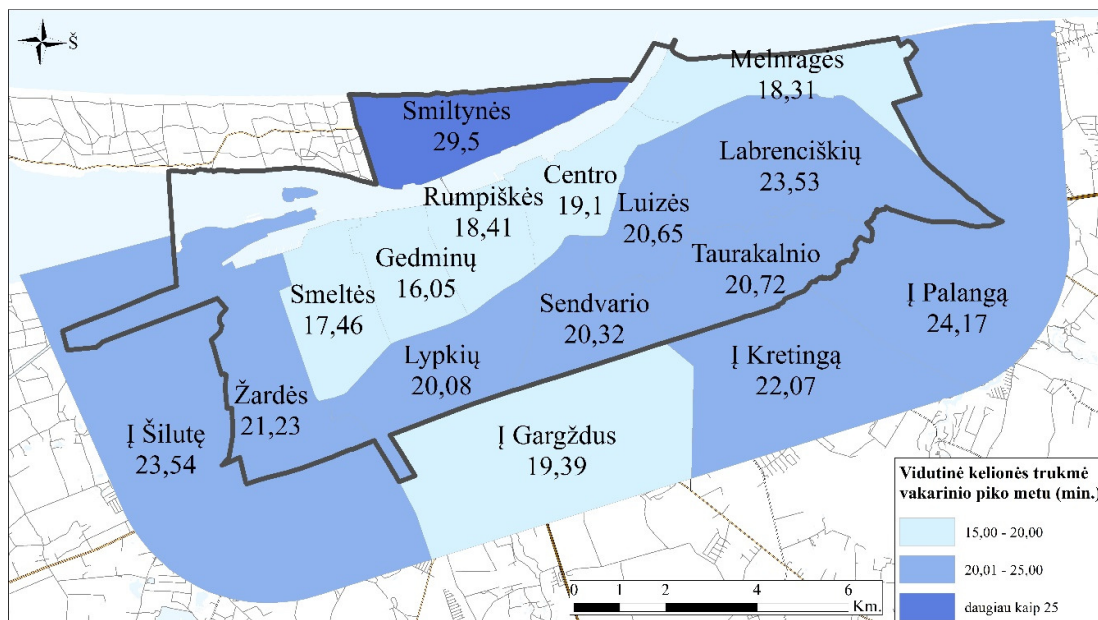 Š
Melnragės
18,31
Smiltynės
29,5
Labrenciškių
23,53
Centro
19,1
Rumpiškės
18,41
Luizės
20,65
Gedminų
16,05
Taurakalnio
20,72
Smeltės
17,46
Į Palangą
24,17
Sendvario
20,32
Lypkių
20,08
Į Kretingą
22,07
Žardės
21,23
Į Šilutę
23,54
Į Gargždus
19,39
Vidutinė kelionės trukmė
vakarinio piko metu (min.)
15,00 - 20,00
20,01 - 25,00
daugiau kaip 25
0 1 2 4 6
Km.